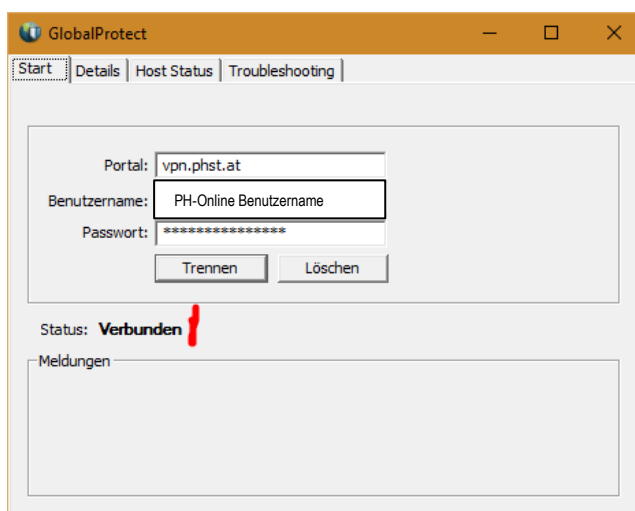 GlobalProtect
Start Details Host Status Troubleshooting
Portal: vpn.phst.at
Benutzername: PH-Online Benutzername
Passwort: ***************
Trennen Löschen
Status: Verbunden
Meldungen